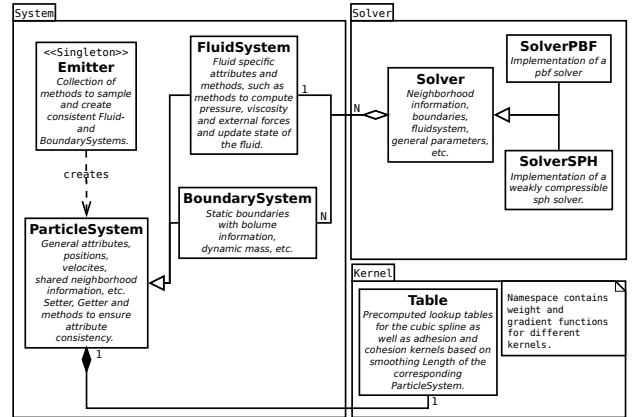 System
<<Singleton>>
Emitter
Collection of
methods to sample
and create
consistent Fluid-
and
BoundarySystems.
creates
ParticleSystem
General attributes,
positions,
velocites,
shared neighborhood
information, etc.
Setter, Getter and
methods to ensure
attribute
consistency.
1
FluidSystem
Fluid specific
attributes and
methods, such as
methods to compute
pressure, viscosity
and external forces
and update state of
the fluid.
1
BoundarySystem
Static boundaries
with bolume
information,
dynamic mass, etc.
N
Solver
N
Solver
Neighborhood
information,
boundaries,
fluidsystem,
general parameters,
etc.
SolverPBF
Implementation of a
pbf solver
SolverSPH
Implementation of a
weakly compressible
sph solver.
Kernel
Table
Precomputed lookup tables
for the cubic spline as
well as adhesion and
cohesion kernels based on
smoothing Length of the
corresponding
ParticleSystem.
1
Namespace contains
weight and
gradient functions
for different
kernels.